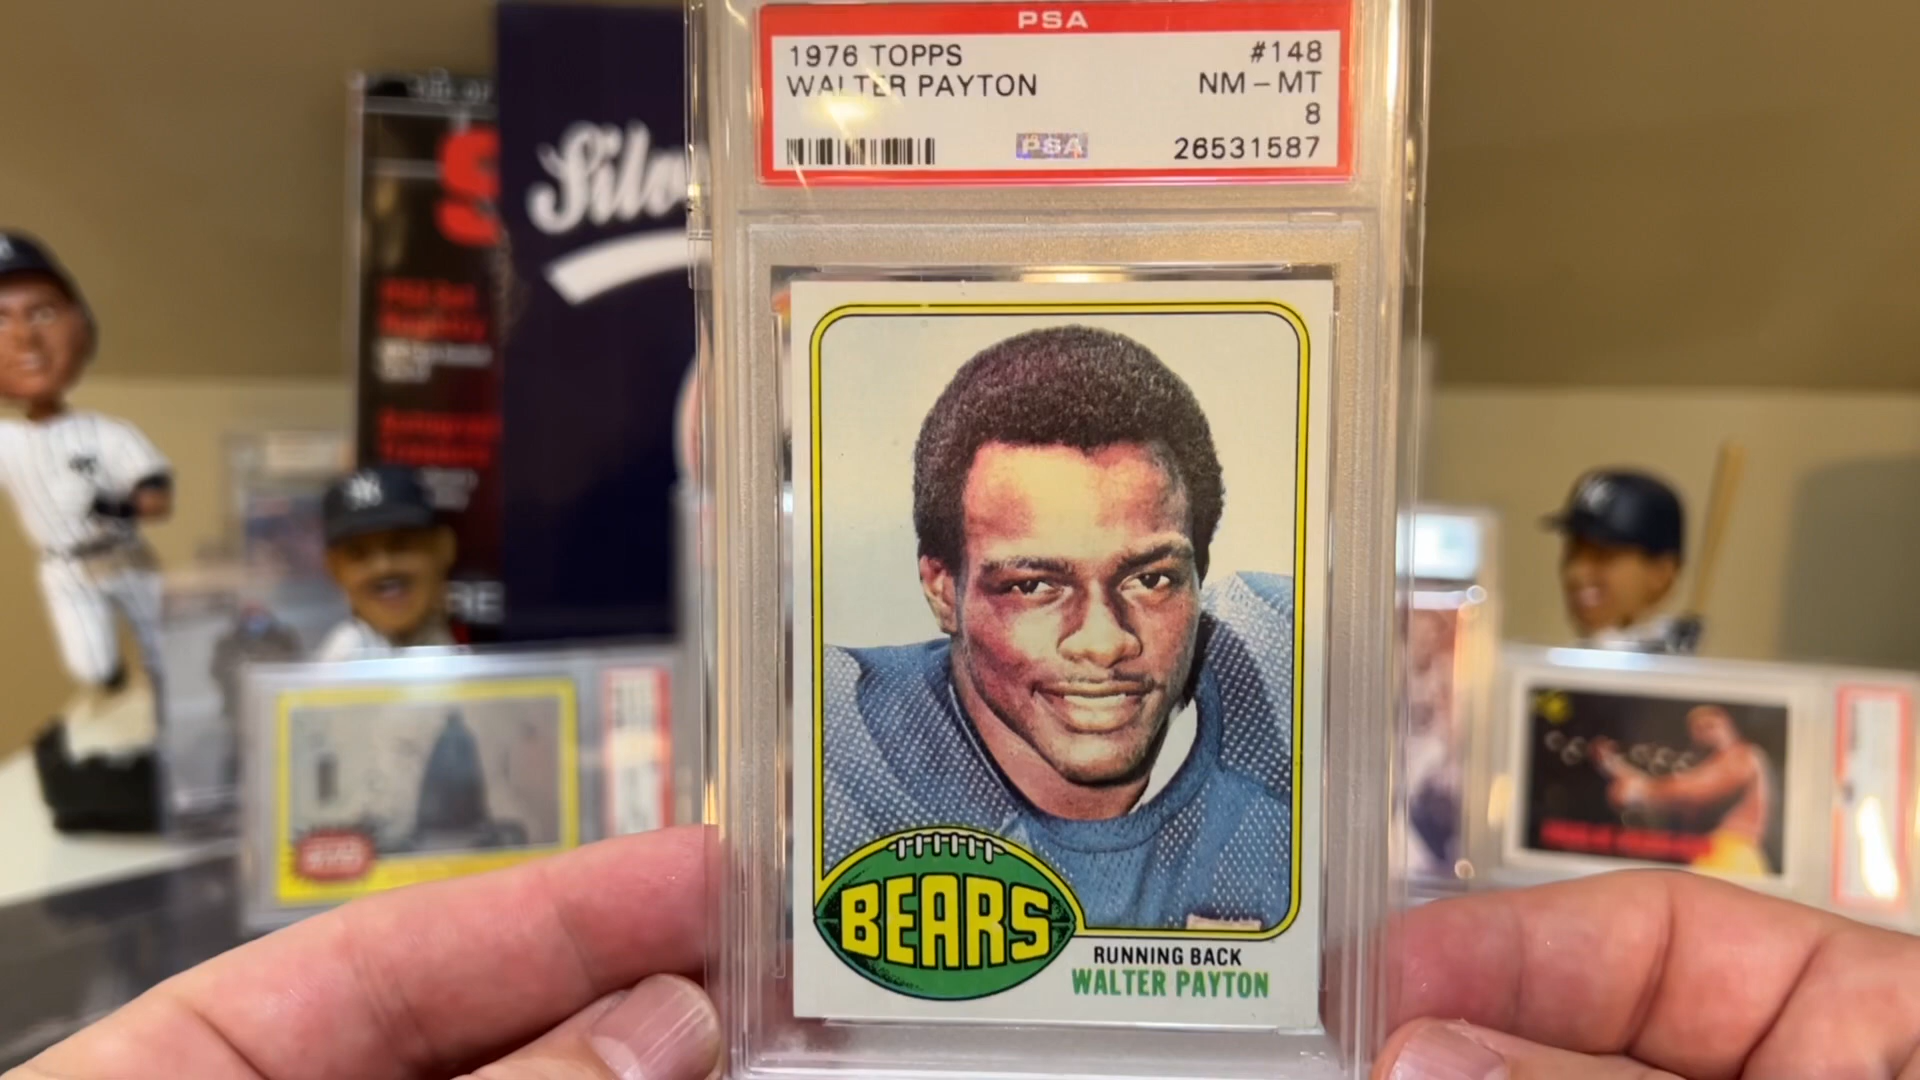 PSA
1976 TOPPS #148
WALTER PAYTON NM-MT
8
PSA 26531587
BEARS
RUNNING BACK
WALTER PAYTON